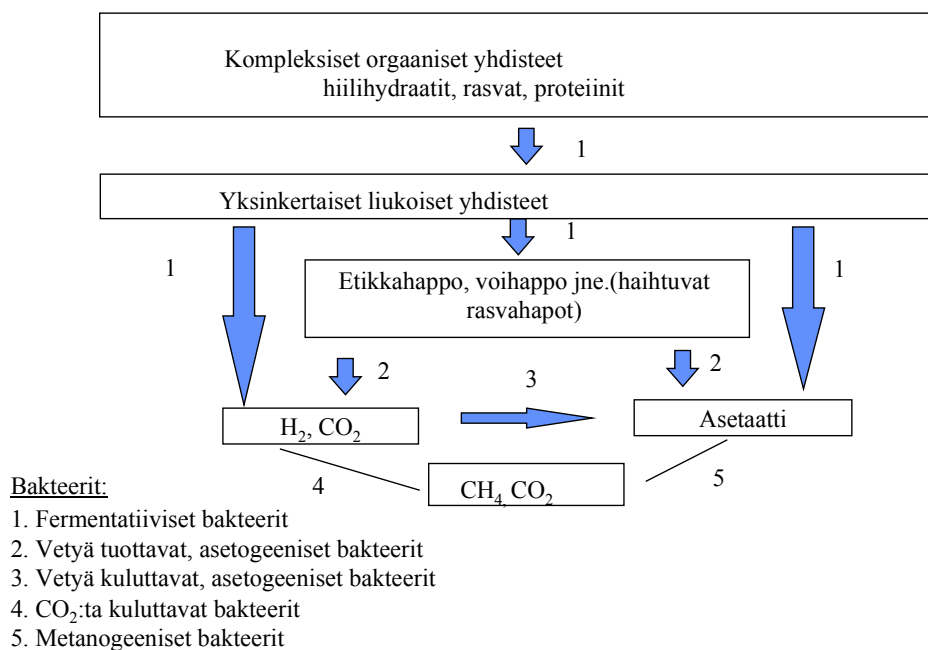 Kompleksiset orgaaniset yhdisteet
hiilihydraatit, rasvat, proteiinit
1
Yksinkertaiset liukoiset yhdisteet
1
1
1
Etikkahappo, voihappo jne.(haihtuvat
rasvahapot)
2
3
2
H₂, CO₂
Asetaatti
4
CH₄, CO₂
5
Bakteerit:
1. Fermentatiiviset bakteerit
2. Vetyä tuottavat, asetogeeniset bakteerit
3. Vetyä kuluttavat, asetogeeniset bakteerit
4. CO₂:ta kuluttavat bakteerit
5. Metanogeeniset bakteerit